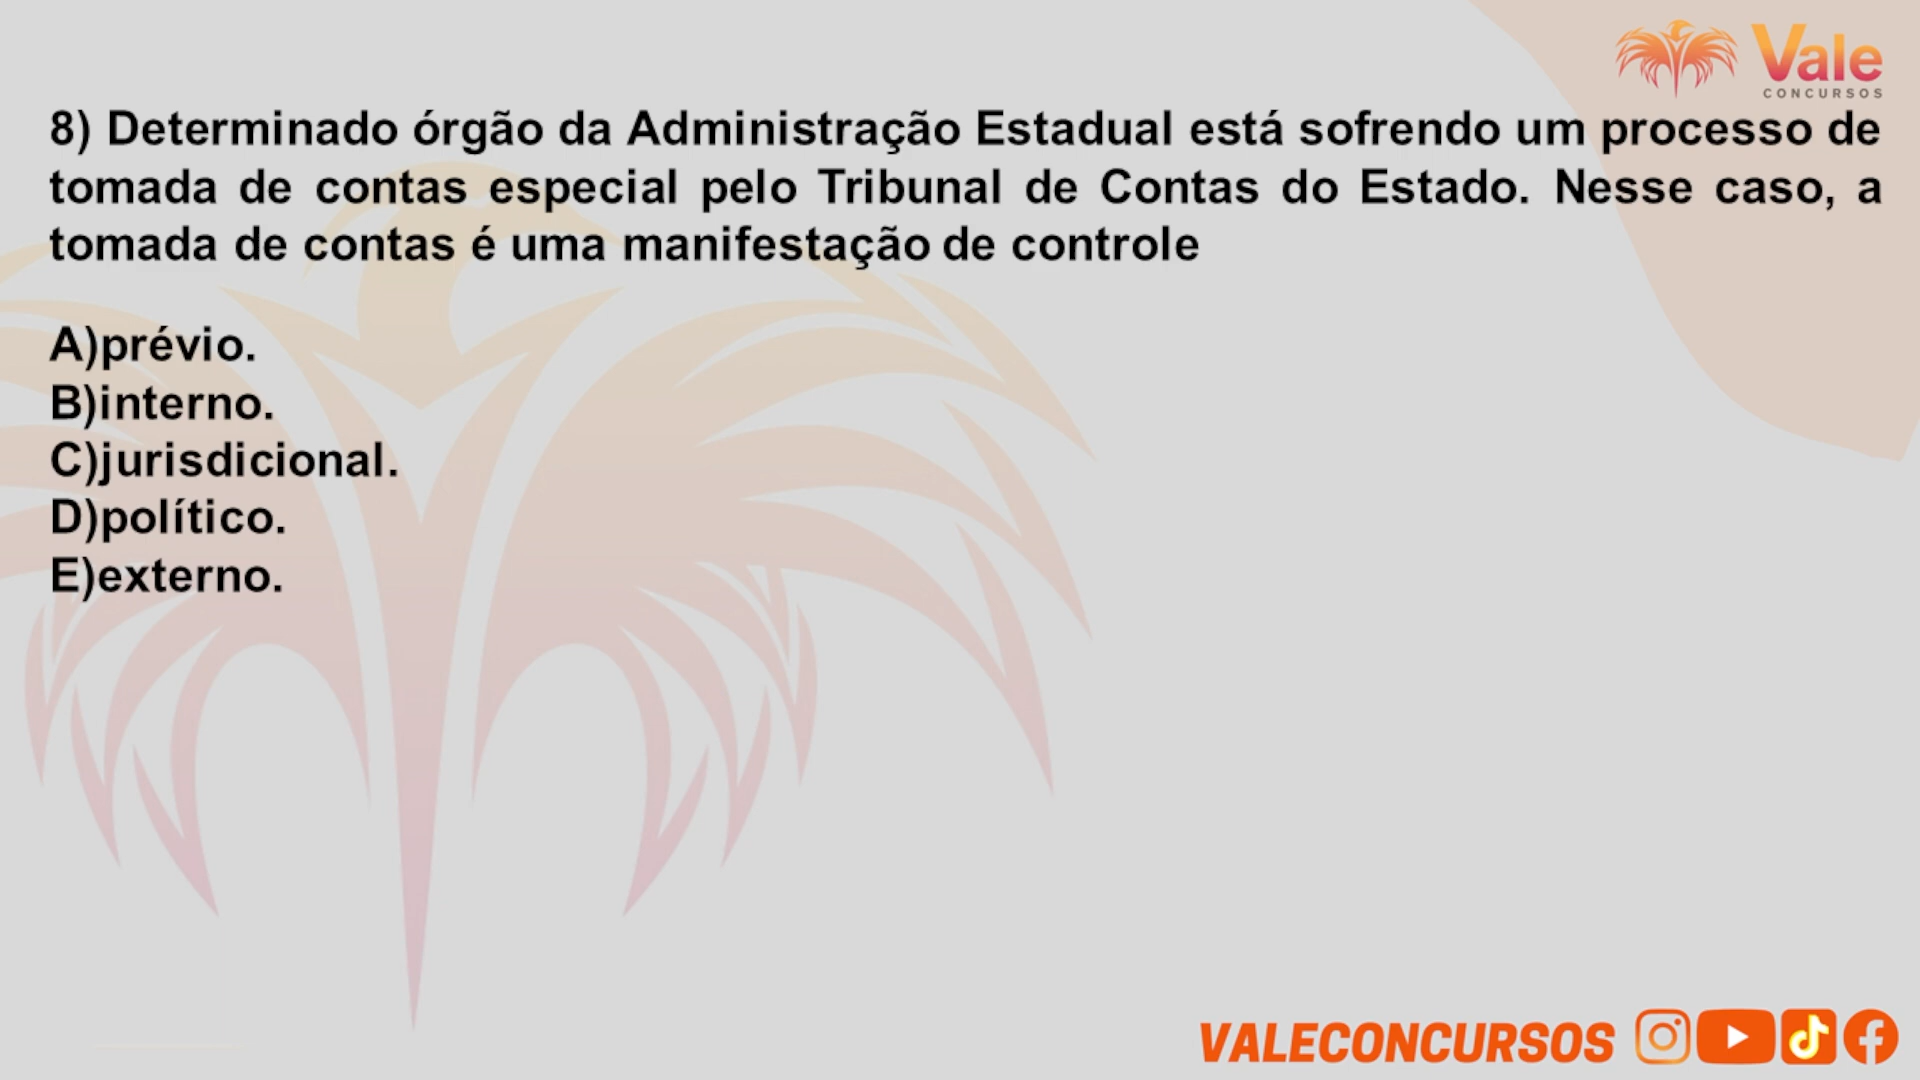 Vale
CONCURSOS
8) Determinado órgão da Administração Estadual está sofrendo um processo de
tomada de contas especial pelo Tribunal de Contas do Estado. Nesse caso, a
tomada de contas é uma manifestação de controle
A)prévio.
B)interno.
C)jurisdicional.
D)político.
E)externo.
VALECONCURSOS